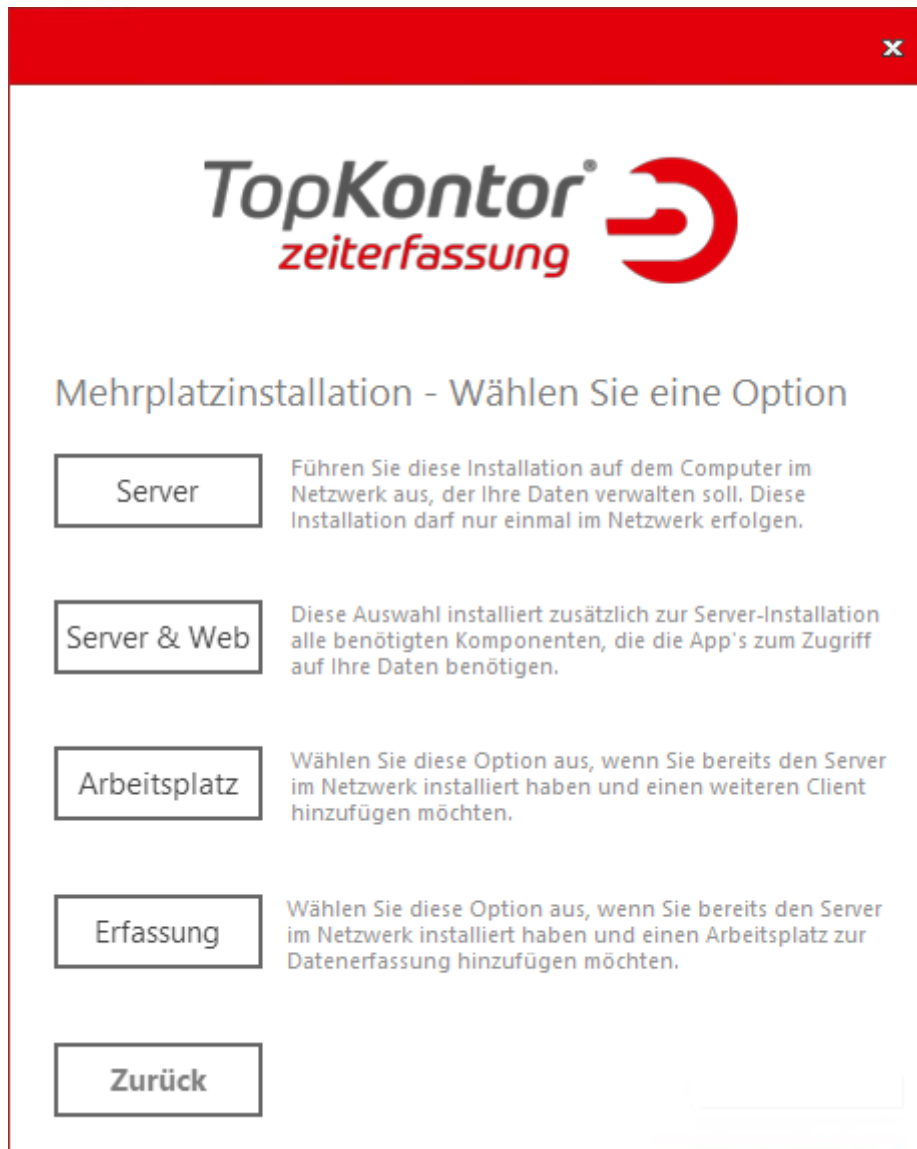 x
TopKontor®
zeiterfassung
Mehrplatzinstallation - Wählen Sie eine Option
Server
Führen Sie diese Installation auf dem Computer im
Netzwerk aus, der Ihre Daten verwalten soll. Diese
Installation darf nur einmal im Netzwerk erfolgen.
Server & Web
Diese Auswahl installiert zusätzlich zur Server-Installation
alle benötigten Komponenten, die die App's zum Zugriff
auf Ihre Daten benötigen.
Arbeitsplatz
Wählen Sie diese Option aus, wenn Sie bereits den Server
im Netzwerk installiert haben und einen weiteren Client
hinzufügen möchten.
Erfassung
Wählen Sie diese Option aus, wenn Sie bereits den Server
im Netzwerk installiert haben und einen Arbeitsplatz zur
Datenerfassung hinzufügen möchten.
Zurück